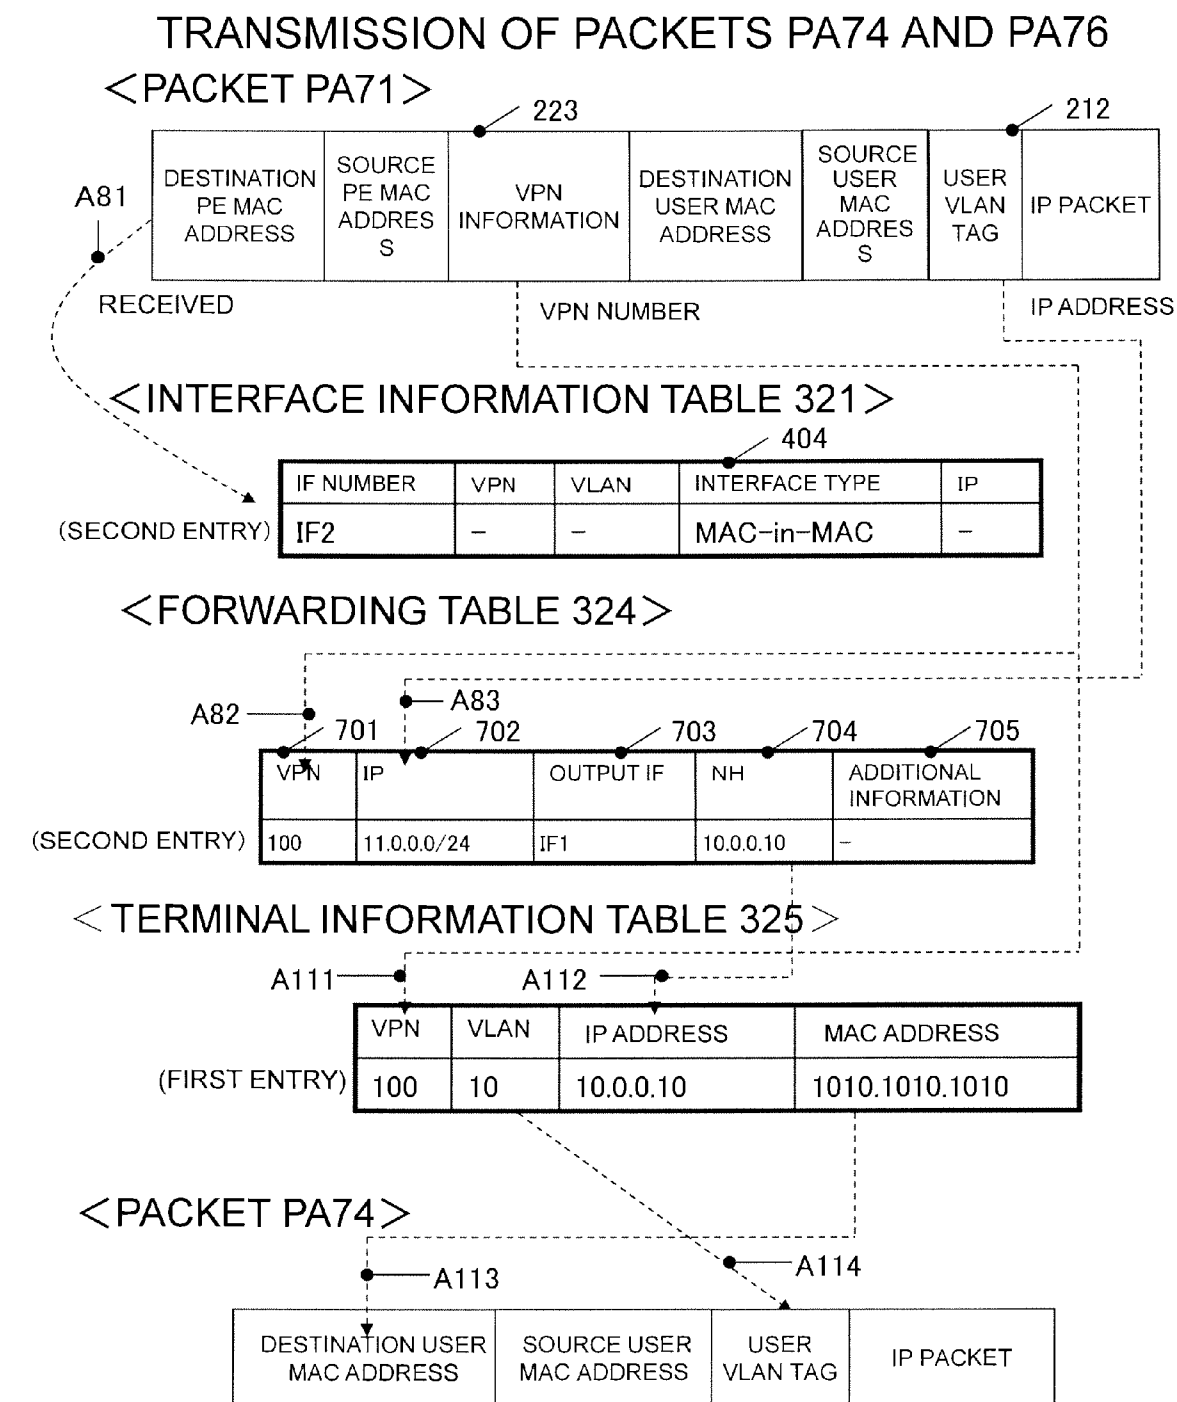 TRANSMISSION OF PACKETS PA74 AND PA76
<PACKET PA71>
223
212
A81
DESTINATION
PE MAC
ADDRESS
SOURCE
PE MAC
ADDRES
S
VPN
INFORMATION
DESTINATION
USER MAC
ADDRESS
SOURCE
USER
MAC
ADDRES
S
USER
VLAN
TAG
IP PACKET
RECEIVED
VPN NUMBER
IP ADDRESS
<INTERFACE INFORMATION TABLE 321>
404
IF NUMBER VPN VLAN INTERFACE TYPE IP
(SECOND ENTRY) IF2 – – MAC-in-MAC –
<FORWARDING TABLE 324>
A82
A83
701 702 703 704 705
VPN IP OUTPUT IF NH ADDITIONAL
INFORMATION
(SECOND ENTRY) 100 11.0.0.0/24 IF1 10.0.0.10 –
<TERMINAL INFORMATION TABLE 325>
A111 A112
VPN VLAN IP ADDRESS MAC ADDRESS
(FIRST ENTRY) 100 10 10.0.0.10 1010.1010.1010
<PACKET PA74>
A113 A114
DESTINATION USER
MAC ADDRESS
SOURCE USER
MAC ADDRESS
USER
VLAN TAG
IP PACKET